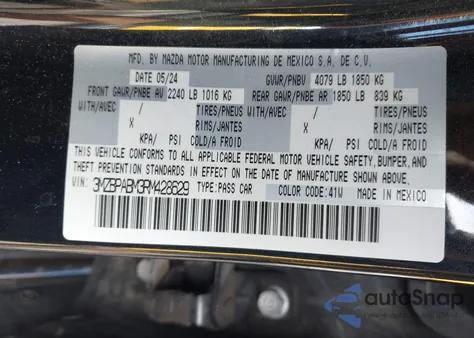 MFD. BY MAZDA MOTOR MANUFACTURING DE MEXICO S.A. DE C.V.
DATE 05/24 GVWR/PNBV 4079 LB 1850 KG
FRONT GAWR/PNBE AV 2240 LB 1016 KG REAR GAWR/PNBE AR 1850 LB 839 KG
WITH/AVEC / TIRES/PNEUS WITH/AVEC / TIRES/PNEUS
X RIMS/JANTES X RIMS/JANTES
KPA/ PSI COLD/A FROID KPA/ PSI COLD/A FROID
THIS VEHICLE CONFORMS TO ALL APPLICABLE FEDERAL MOTOR VEHICLE SAFETY, BUMPER, AND
THEFT PREVENTION STANDARDS IN EFFECT ON THE DATE OF MANUFACTURE SHOWN ABOVE.
VIN: 3MZBPABM3RM428629 TYPE:PASS CAR COLOR CODE:41W MADE IN MEXICO
autoSnap